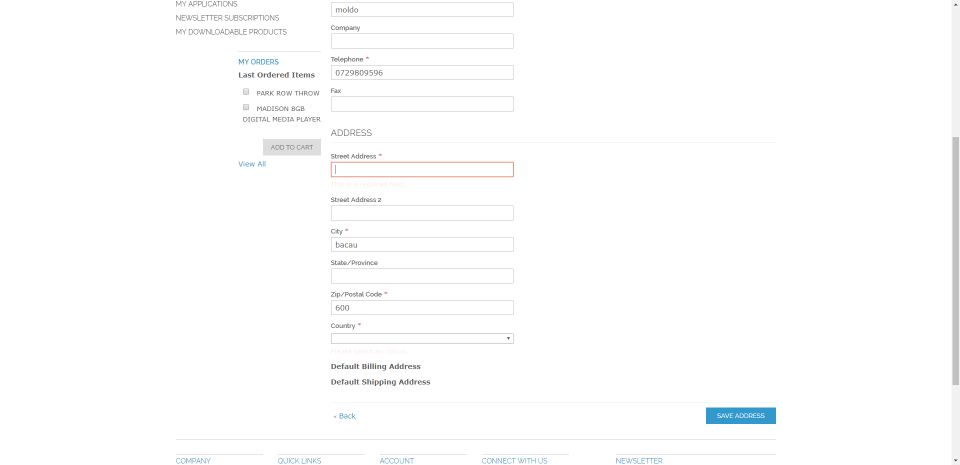 MY APPLICATIONS
NEWSLETTER SUBSCRIPTIONS
MY DOWNLOADABLE PRODUCTS
MY ORDERS
Last Ordered Items
PARK ROW THROW
MADISON 8GB
DIGITAL MEDIA PLAYER
ADD TO CART
View All
moldo
Company
Telephone *
0729809596
Fax
ADDRESS
Street Address *
Street Address 2
City *
bacau
State/Province
Zip/Postal Code *
600
Country *
Default Billing Address
Default Shipping Address
« Back
SAVE ADDRESS
COMPANY
QUICK LINKS
ACCOUNT
CONNECT WITH US
NEWSLETTER